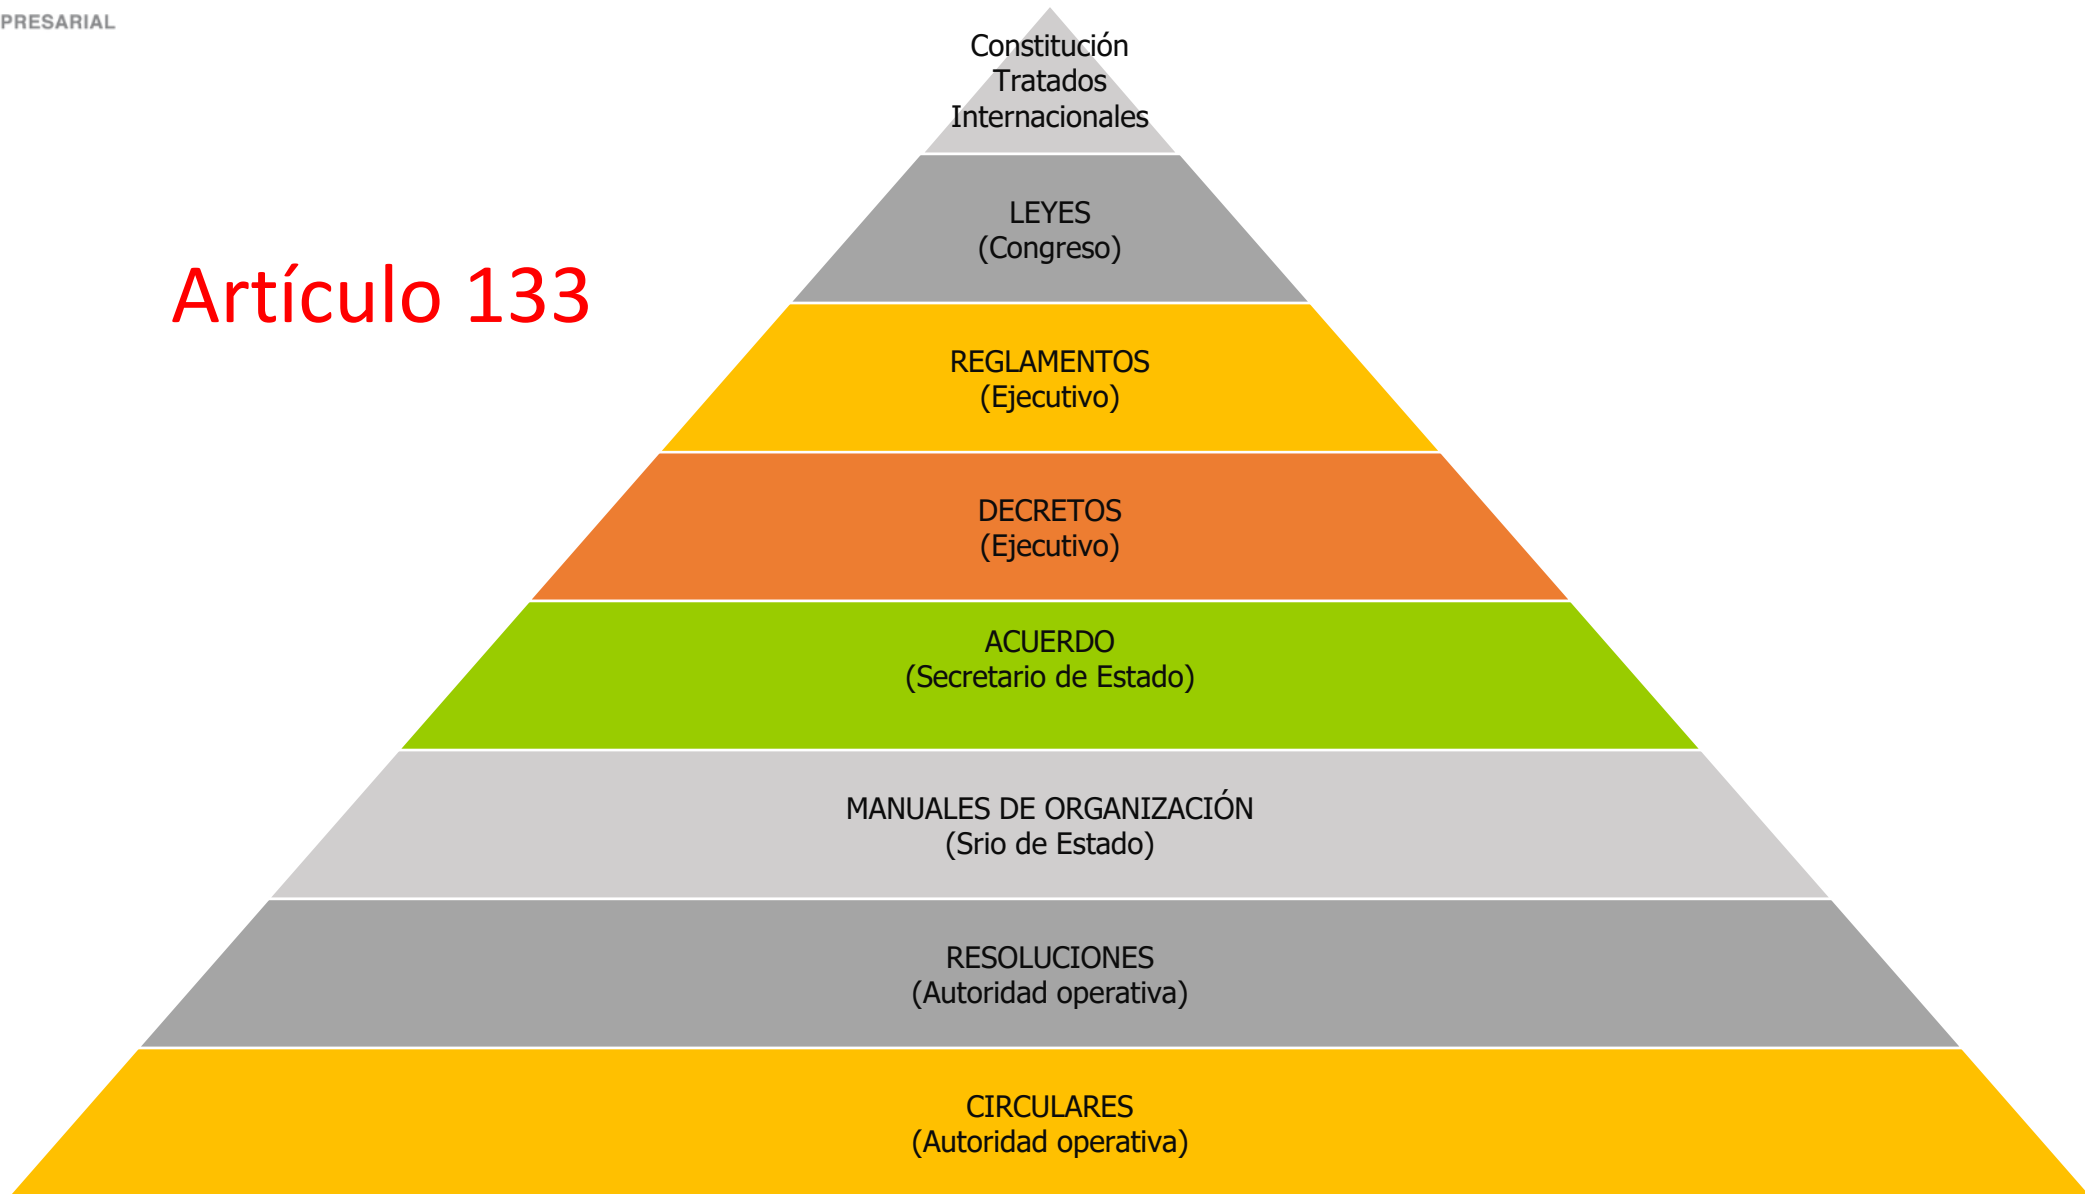 PRESARIAL
Constitución
Tratados
Internacionales
LEYES
(Congreso)
Artículo 133
REGLAMENTOS
(Ejecutivo)
DECRETOS
(Ejecutivo)
ACUERDO
(Secretario de Estado)
MANUALES DE ORGANIZACIÓN
(Srio de Estado)
RESOLUCIONES
(Autoridad operativa)
CIRCULARES
(Autoridad operativa)